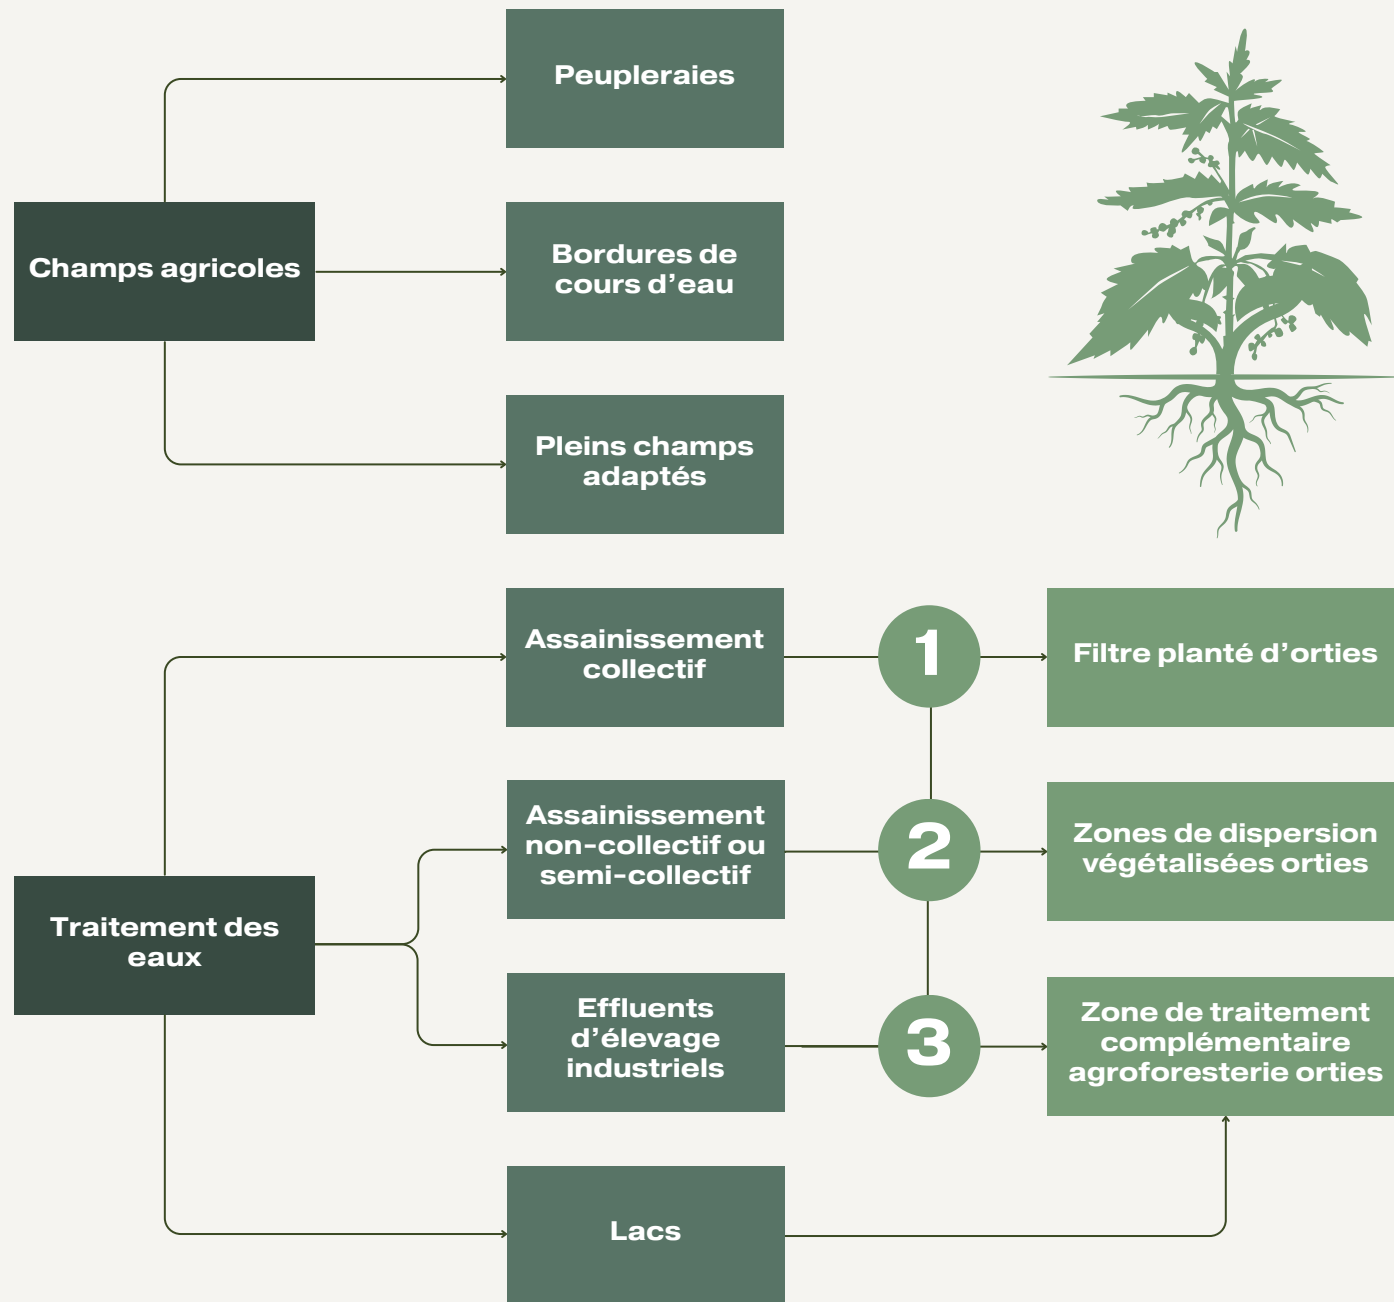 Peupleraies
Champs agricoles
Bordures de
cours d’eau
Pleins champs
adaptés
Assainissement
collectif
1
Filtre planté d’orties
Assainissement
non-collectif ou
semi-collectif
2
Zones de dispersion
végétalisées orties
Traitement des
eaux
Effluents
d’élevage
industriels
3
Zone de traitement
complémentaire
agroforesterie orties
Lacs